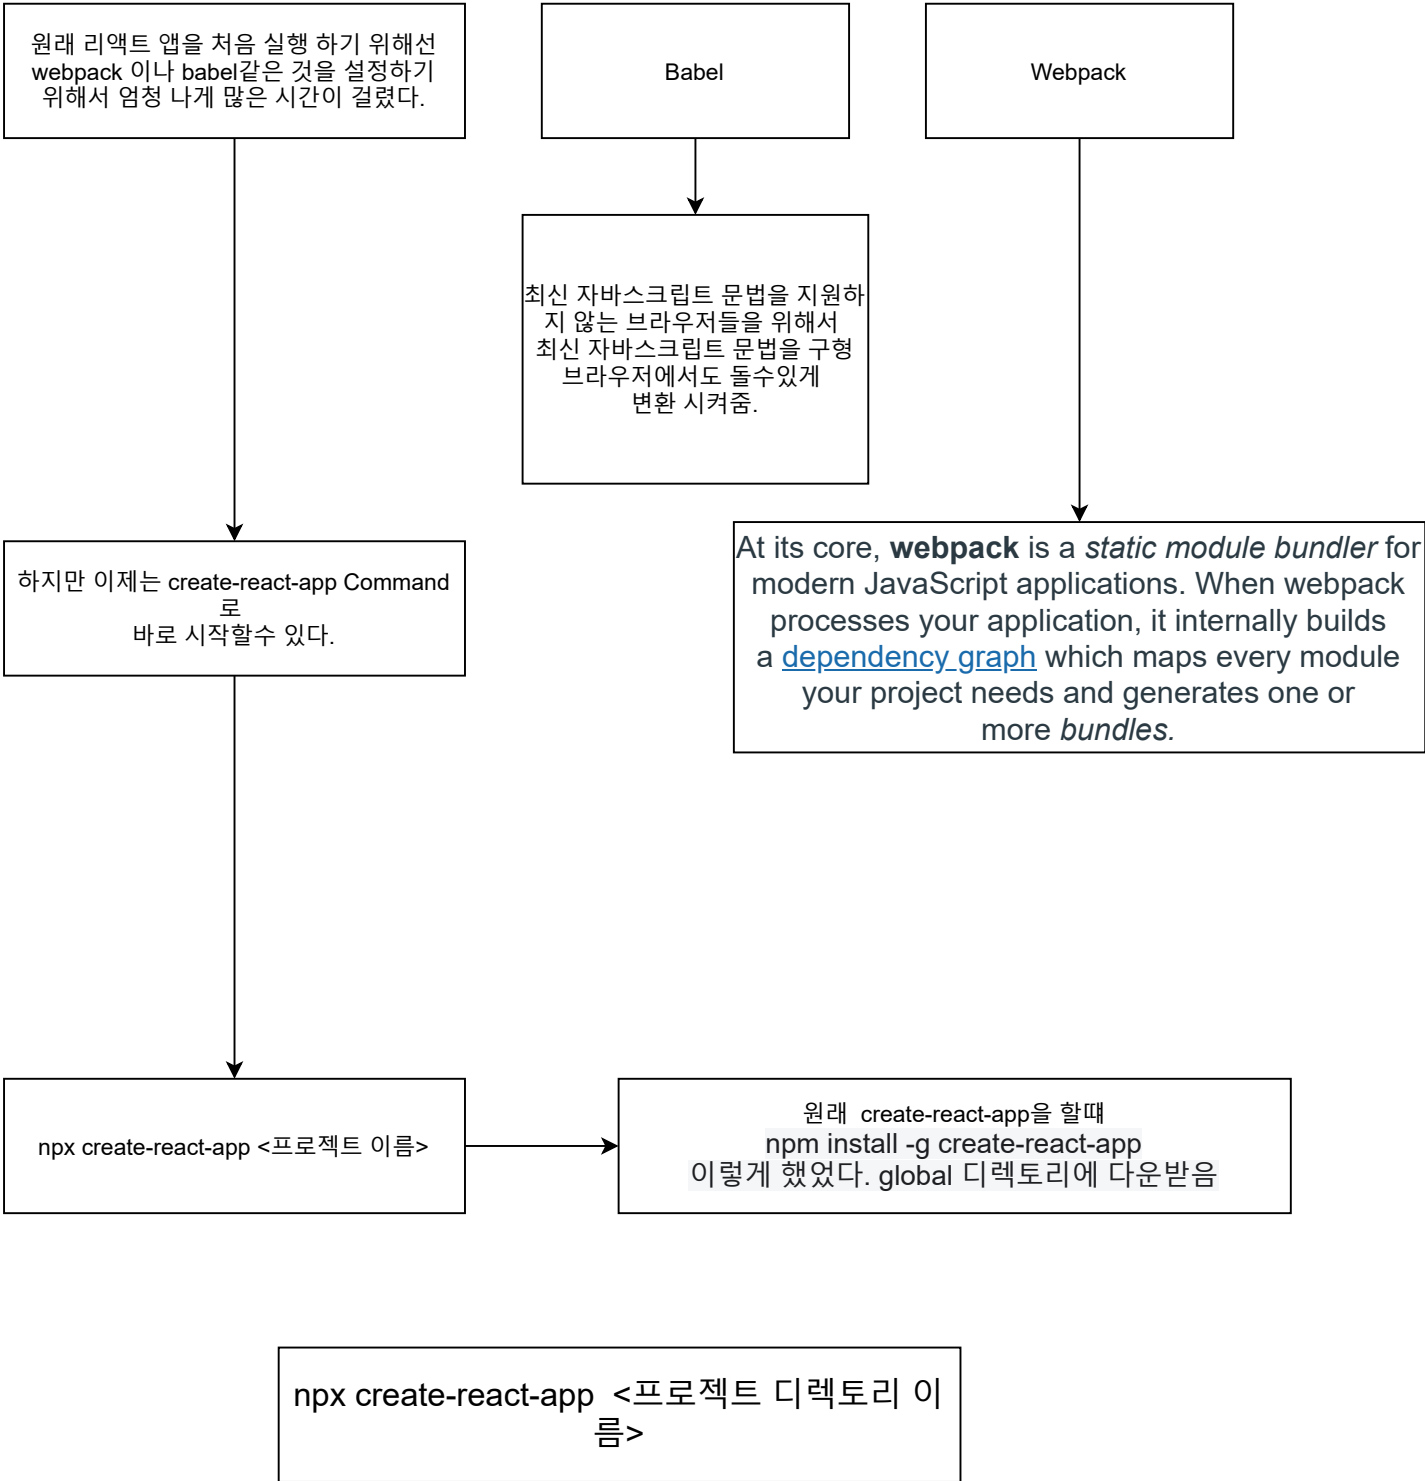 원래 리액트 앱을 처음 실행 하기 위해선
webpack 이나 babel같은 것을 설정하기
위해서 엄청 나게 많은 시간이 걸렸다.
Babel
Webpack
최신 자바스크립트 문법을 지원하
지 않는 브라우저들을 위해서
최신 자바스크립트 문법을 구형
브라우저에서도 돌수있게
변환 시켜줌.
하지만 이제는 create-react-app Command
로
바로 시작할수 있다.
At its core, webpack is a static module bundler for
modern JavaScript applications. When webpack
processes your application, it internally builds
a dependency graph which maps every module
your project needs and generates one or
more bundles.
npx create-react-app <프로젝트 이름>
원래  create-react-app을 할떄
npm install -g create-react-app
이렇게 했었다. global 디렉토리에 다운받음
npx create-react-app  <프로젝트 디렉토리 이
름>